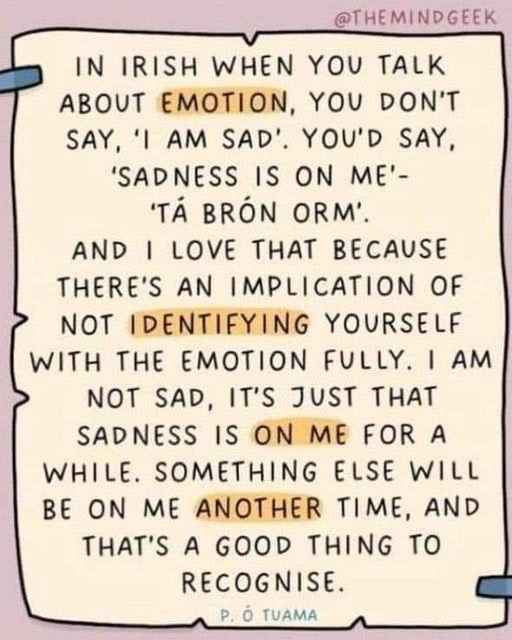 @THEMINDGEEK
IN IRISH WHEN YOU TALK
ABOUT EMOTION, YOU DON'T
SAY, 'I AM SAD'. YOU'D SAY,
'SADNESS IS ON ME'-
'TÁ BRÓN ORM'.
AND I LOVE THAT BECAUSE
THERE'S AN IMPLICATION OF
NOT IDENTIFYING YOURSELF
WITH THE EMOTION FULLY. I AM
NOT SAD, IT'S JUST THAT
SADNESS IS ON ME FOR A
WHILE. SOMETHING ELSE WILL
BE ON ME ANOTHER TIME, AND
THAT'S A GOOD THING TO
RECOGNISE.
P. Ó TUAMA